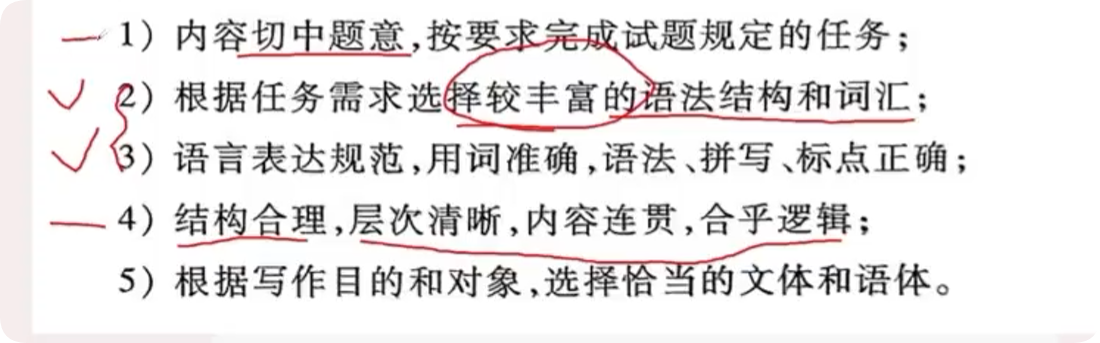 1) 内容切中题意,按要求完成试题规定的任务;
2) 根据任务需求选择较丰富的语法结构和词汇;
3) 语言表达规范,用词准确,语法、拼写、标点正确;
4) 结构合理,层次清晰,内容连贯,合乎逻辑;
5) 根据写作目的和对象,选择恰当的文体和语体。